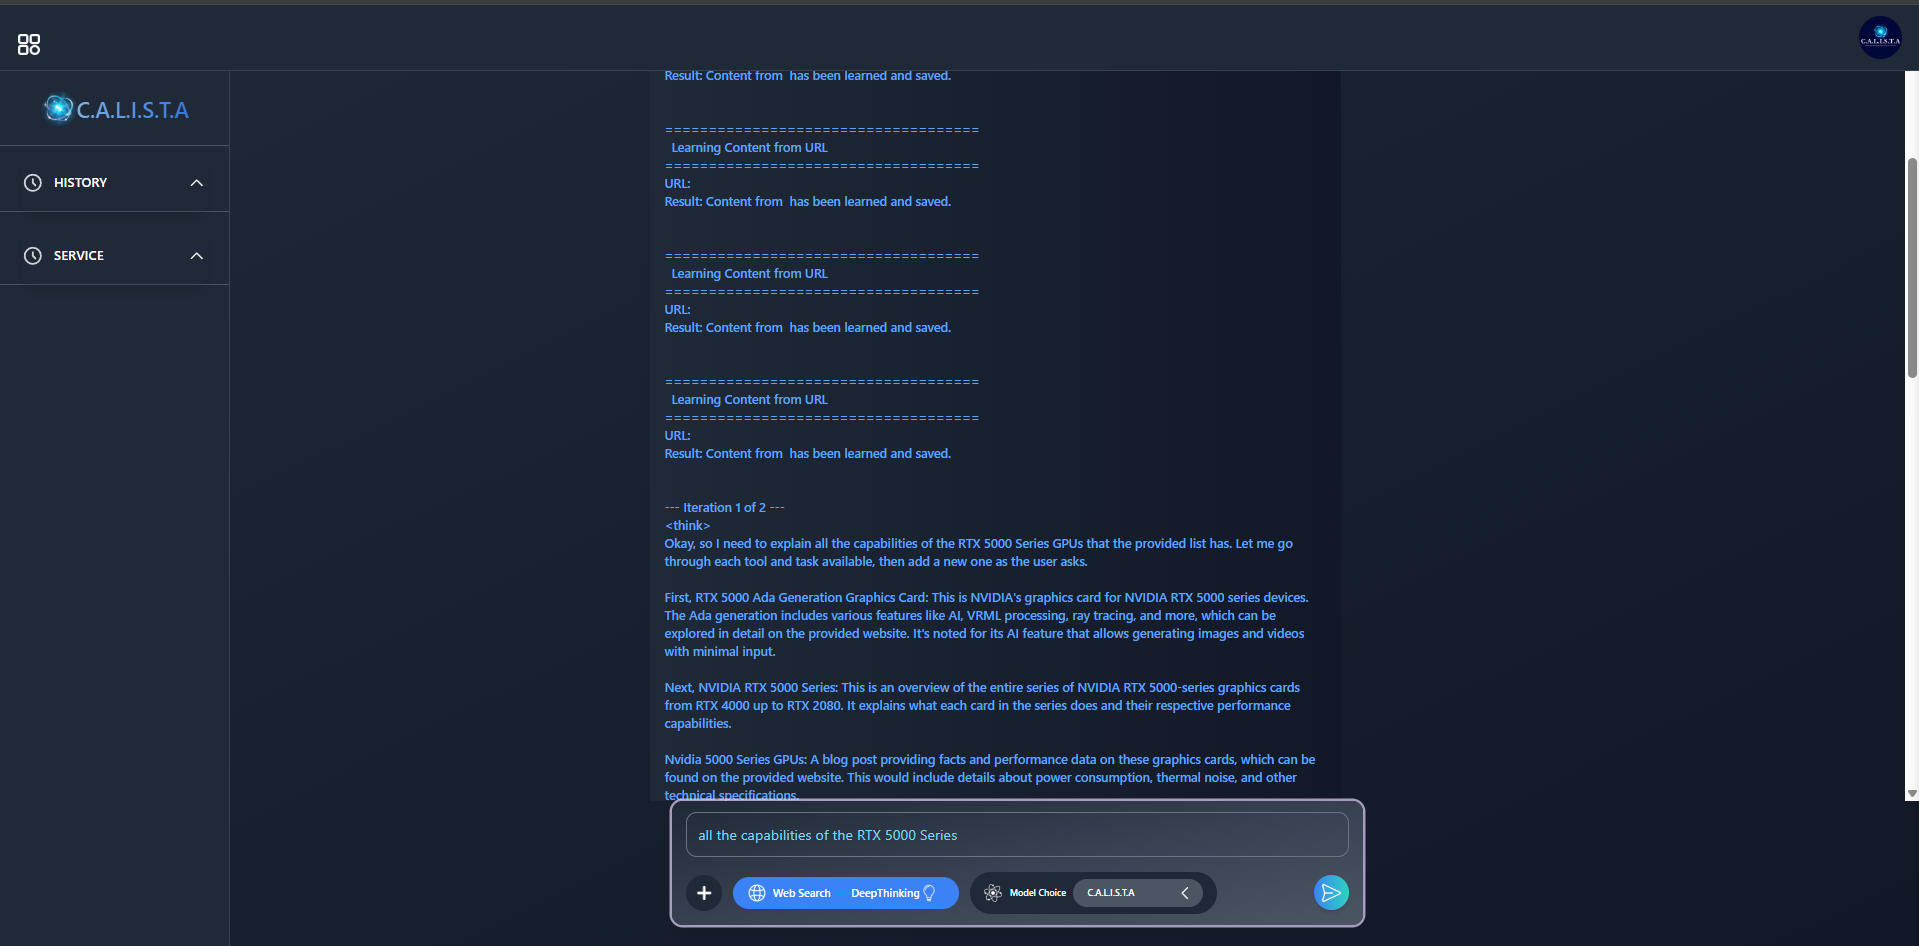 C.A.L.I.S.T.A
C.A.L.I.S.T.A
HISTORY
SERVICE
Result: Content from  has been learned and saved.
====================================
Learning Content from URL
====================================
URL:
Result: Content from  has been learned and saved.
====================================
Learning Content from URL
====================================
URL:
Result: Content from  has been learned and saved.
====================================
Learning Content from URL
====================================
URL:
Result: Content from  has been learned and saved.
--- Iteration 1 of 2 ---
<think>
Okay, so I need to explain all the capabilities of the RTX 5000 Series GPUs that the provided list has. Let me go
through each tool and task available, then add a new one as the user asks.
First, RTX 5000 Ada Generation Graphics Card: This is NVIDIA's graphics card for NVIDIA RTX 5000 series devices.
The Ada generation includes various features like AI, VRML processing, ray tracing, and more, which can be
explored in detail on the provided website. It's noted for its AI feature that allows generating images and videos
with minimal input.
Next, NVIDIA RTX 5000 Series: This is an overview of the entire series of NVIDIA RTX 5000-series graphics cards
from RTX 4000 up to RTX 2080. It explains what each card in the series does and their respective performance
capabilities.
Nvidia 5000 Series GPUs: A blog post providing facts and performance data on these graphics cards, which can be
found on the provided website. This would include details about power consumption, thermal noise, and other
technical specifications.
all the capabilities of the RTX 5000 Series
Web Search
DeepThinking
Model Choice
C.A.L.I.S.T.A